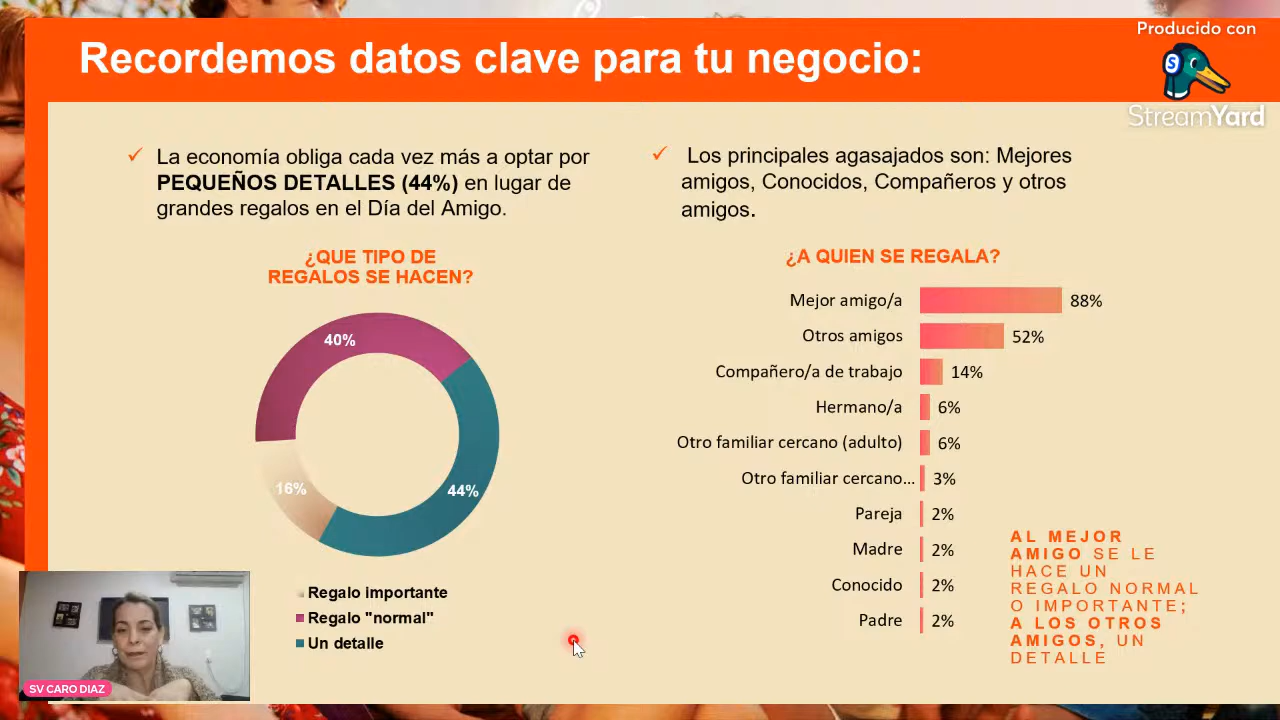 Recordemos datos clave para tu negocio:
Producido con
S
StreamYard
✓ La economía obliga cada vez más a optar por
PEQUEÑOS DETALLES (44%) en lugar de
grandes regalos en el Día del Amigo.
✓ Los principales agasajados son: Mejores
amigos, Conocidos, Compañeros y otros
amigos.
¿QUE TIPO DE
REGALOS SE HACEN?
40%
16%
44%
Regalo importante
Regalo "normal"
Un detalle
¿A QUIEN SE REGALA?
Mejor amigo/a 88%
Otros amigos 52%
Compañero/a de trabajo 14%
Hermano/a 6%
Otro familiar cercano (adulto) 6%
Otro familiar cercano... 3%
Pareja 2%
Madre 2%
Conocido 2%
Padre 2%
AL MEJOR
AMIGO SE LE
HACE UN
REGALO NORMAL
O IMPORTANTE;
A LOS OTROS
AMIGOS, UN
DETALLE
SV CARO DIAZ